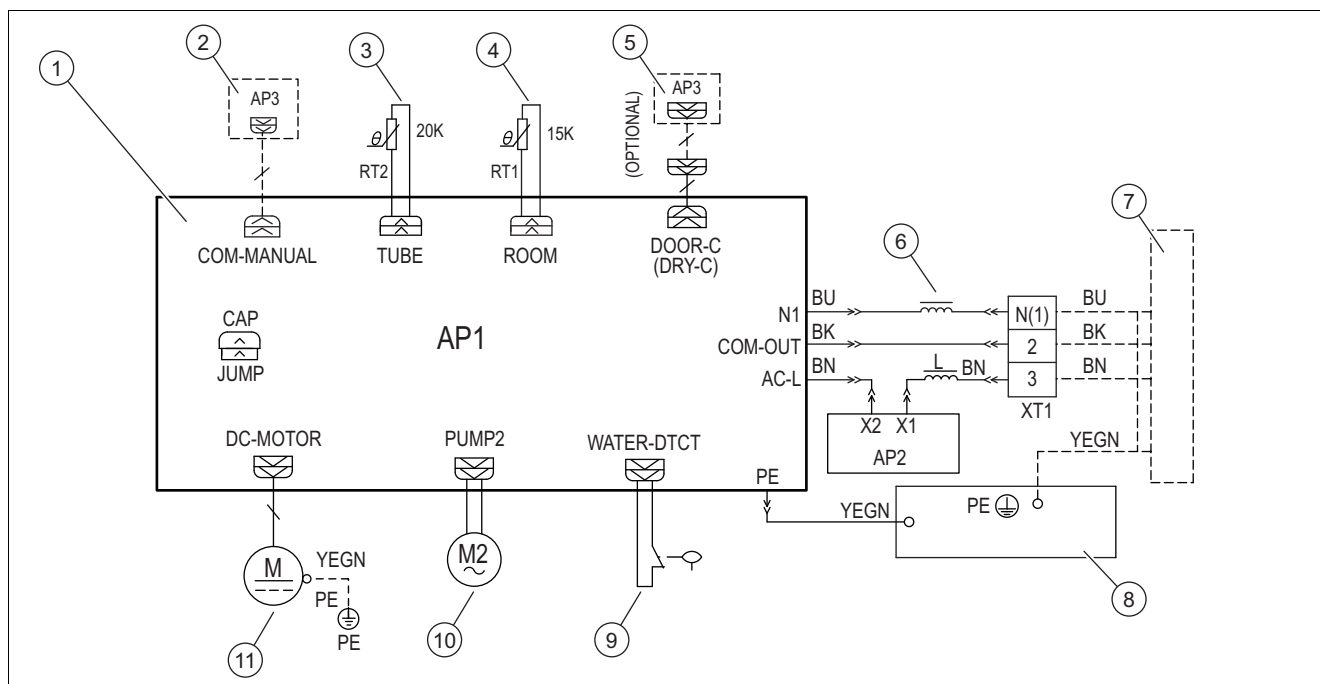 1
2
3
4
5
6
7
8
9
10
11
AP3
θ
20K
RT2
θ
15K
RT1
(OPTIONAL)
AP3
COM-MANUAL
TUBE
ROOM
DOOR-C
(DRY-C)
CAP
JUMP
AP1
N1
BU
N(1)
BU
COM-OUT
BK
2
BK
AC-L
BN
L
BN
3
BN
XT1
X2
X1
AP2
DC-MOTOR
PUMP2
WATER-DTCT
PE
YEGN
YEGN
PE
M
YEGN
PE
PE
M2